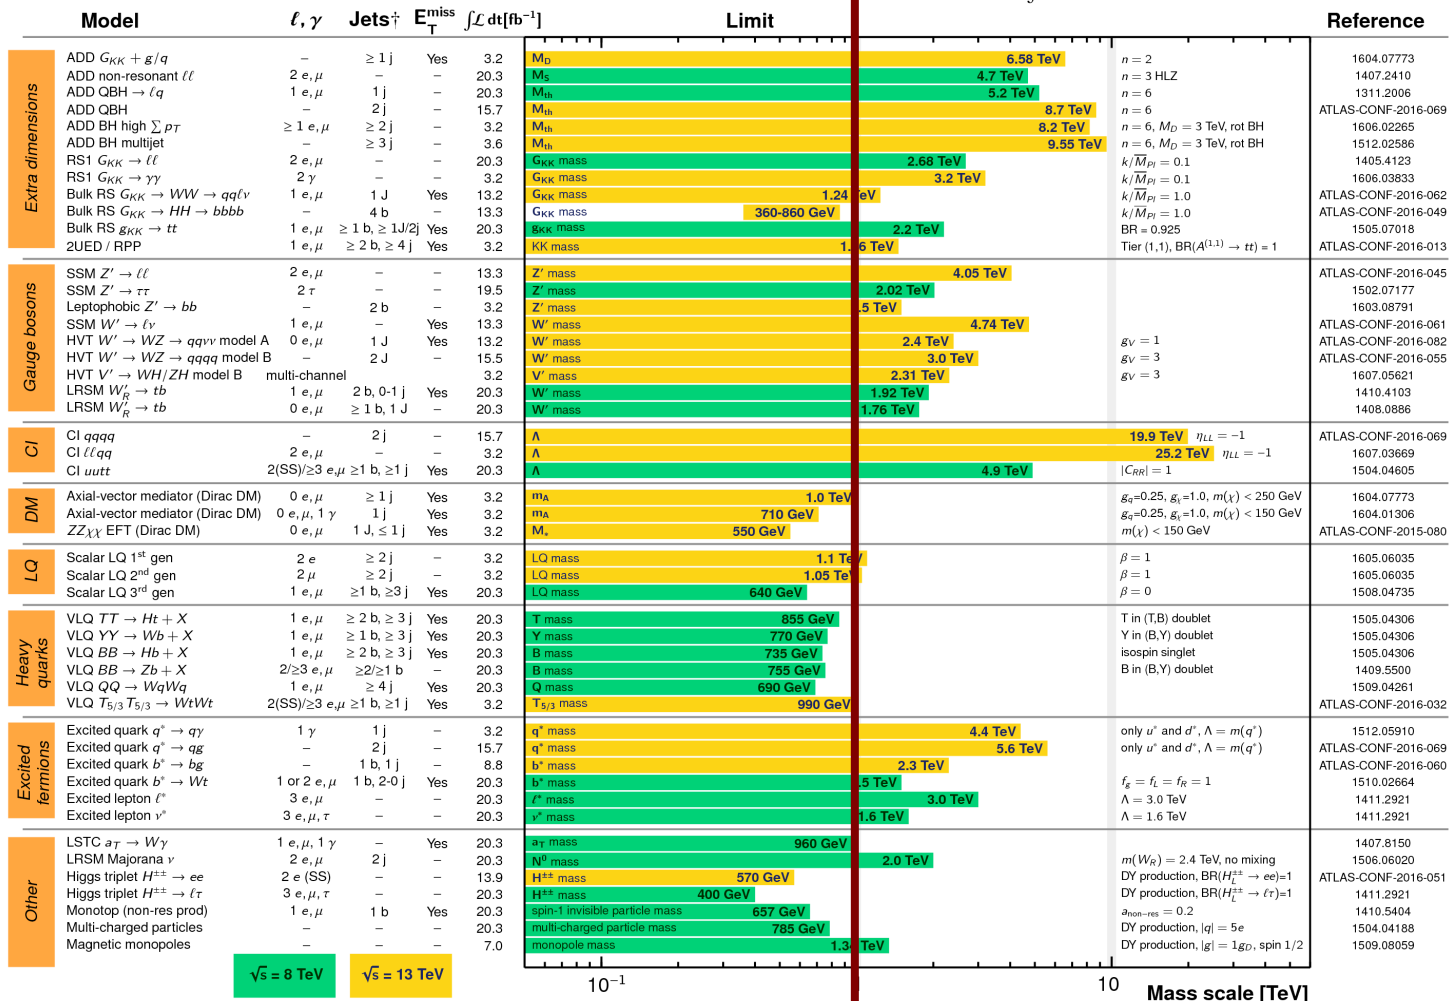 Model ℓ, γ Jets† E_T^miss ∫ℒ dt[fb⁻¹] Limit Reference
Extra dimensions
ADD G_KK + g/q – ≥ 1 j Yes 3.2 M_D 6.58 TeV n = 2 1604.07773
ADD non-resonant ℓℓ 2 e, μ – – 20.3 M_S 4.7 TeV n = 3 HLZ 1407.2410
ADD QBH → ℓq 1 e, μ 1 j – 20.3 M_th 5.2 TeV n = 6 1311.2006
ADD QBH – 2 j – 15.7 M_th 8.7 TeV n = 6 ATLAS-CONF-2016-069
ADD BH high ∑ p_T ≥ 1 e, μ ≥ 2 j – 3.2 M_th 8.2 TeV n = 6, M_D = 3 TeV, rot BH 1606.02265
ADD BH multijet – ≥ 3 j – 3.6 M_th 9.55 TeV n = 6, M_D = 3 TeV, rot BH 1512.02586
RS1 G_KK → ℓℓ 2 e, μ – – 20.3 G_KK mass 2.68 TeV k/M̅_Pl = 0.1 1405.4123
RS1 G_KK → γγ 2 γ – – 3.2 G_KK mass 3.2 TeV k/M̅_Pl = 0.1 1606.03833
Bulk RS G_KK → WW → qqℓν 1 e, μ 1 J Yes 13.2 G_KK mass 1.24 TeV k/M̅_Pl = 1.0 ATLAS-CONF-2016-062
Bulk RS G_KK → HH → bbbb – 4 b – 13.3 G_KK mass 360-860 GeV k/M̅_Pl = 1.0 ATLAS-CONF-2016-049
Bulk RS g_KK → tt 1 e, μ ≥ 1 b, ≥ 1J/2j Yes 20.3 g_KK mass 2.2 TeV BR = 0.925 1505.07018
2UED / RPP 1 e, μ ≥ 2 b, ≥ 4 j Yes 3.2 KK mass TeV Tier (1,1), BR(A^(1,1) → tt) = 1 ATLAS-CONF-2016-013
Gauge bosons
SSM Z′ → ℓℓ 2 e, μ – – 13.3 Z′ mass 4.05 TeV ATLAS-CONF-2016-045
SSM Z′ → ττ 2 τ – – 19.5 Z′ mass 2.02 TeV 1502.07177
Leptophobic Z′ → bb – 2 b – 3.2 Z′ mass .5 TeV 1603.08791
SSM W′ → ℓν 1 e, μ – Yes 13.3 W′ mass 4.74 TeV ATLAS-CONF-2016-061
HVT W′ → WZ → qqνν model A 0 e, μ 1 J Yes 13.2 W′ mass 2.4 TeV g_V = 1 ATLAS-CONF-2016-082
HVT W′ → WZ → qqqq model B – 2 J – 15.5 W′ mass 3.0 TeV g_V = 3 ATLAS-CONF-2016-055
HVT V′ → WH/ZH model B multi-channel 3.2 V′ mass 2.31 TeV g_V = 3 1607.05621
LRSM W′_R → tb 1 e, μ 2 b, 0-1 j Yes 20.3 W′ mass 1.92 TeV 1410.4103
LRSM W′_R → tb 0 e, μ ≥ 1 b, 1 J – 20.3 W′ mass 1.76 TeV 1408.0886
CI
CI qqqq – 2 j – 15.7 Λ 19.9 TeV η_LL = −1 ATLAS-CONF-2016-069
CI ℓℓqq 2 e, μ – – 3.2 Λ 25.2 TeV η_LL = −1 1607.03669
CI uutt 2(SS)/≥3 e,μ ≥1 b, ≥1 j Yes 20.3 Λ 4.9 TeV |C_RR| = 1 1504.04605
DM
Axial-vector mediator (Dirac DM) 0 e, μ ≥ 1 j Yes 3.2 m_A 1.0 TeV g_q=0.25, g_χ=1.0, m(χ) < 250 GeV 1604.07773
Axial-vector mediator (Dirac DM) 0 e, μ, 1 γ 1 j Yes 3.2 m_A 710 GeV g_q=0.25, g_χ=1.0, m(χ) < 150 GeV 1604.01306
ZZχχ EFT (Dirac DM) 0 e, μ 1 J, ≤ 1 j Yes 3.2 M_* 550 GeV m(χ) < 150 GeV ATLAS-CONF-2015-080
LQ
Scalar LQ 1st gen 2 e ≥ 2 j – 3.2 LQ mass 1.1 TeV β = 1 1605.06035
Scalar LQ 2nd gen 2 μ ≥ 2 j – 3.2 LQ mass 1.05 TeV β = 1 1605.06035
Scalar LQ 3rd gen 1 e, μ ≥1 b, ≥3 j Yes 20.3 LQ mass 640 GeV β = 0 1508.04735
Heavy quarks
VLQ TT → Ht + X 1 e, μ ≥ 2 b, ≥ 3 j Yes 20.3 T mass 855 GeV T in (T,B) doublet 1505.04306
VLQ YY → Wb + X 1 e, μ ≥ 1 b, ≥ 3 j Yes 20.3 Y mass 770 GeV Y in (B,Y) doublet 1505.04306
VLQ BB → Hb + X 1 e, μ ≥ 2 b, ≥ 3 j Yes 20.3 B mass 735 GeV isospin singlet 1505.04306
VLQ BB → Zb + X 2/≥3 e, μ ≥2/≥1 b – 20.3 B mass 755 GeV B in (B,Y) doublet 1409.5500
VLQ QQ → WqWq 1 e, μ ≥ 4 j Yes 20.3 Q mass 690 GeV 1509.04261
VLQ T_5/3 T_5/3 → WtWt 2(SS)/≥3 e,μ ≥1 b, ≥1 j Yes 3.2 T_5/3 mass 990 GeV ATLAS-CONF-2016-032
Excited fermions
Excited quark q* → qγ 1 γ 1 j – 3.2 q* mass 4.4 TeV only u* and d*, Λ = m(q*) 1512.05910
Excited quark q* → qg – 2 j – 15.7 q* mass 5.6 TeV only u* and d*, Λ = m(q*) ATLAS-CONF-2016-069
Excited quark b* → bg – 1 b, 1 j – 8.8 b* mass 2.3 TeV ATLAS-CONF-2016-060
Excited quark b* → Wt 1 or 2 e, μ 1 b, 2-0 j Yes 20.3 b* mass .5 TeV f_g = f_L = f_R = 1 1510.02664
Excited lepton ℓ* 3 e, μ – – 20.3 ℓ* mass 3.0 TeV Λ = 3.0 TeV 1411.2921
Excited lepton ν* 3 e, μ, τ – – 20.3 ν* mass 1.6 TeV Λ = 1.6 TeV 1411.2921
Other
LSTC a_T → Wγ 1 e, μ, 1 γ – Yes 20.3 a_T mass 960 GeV 1407.8150
LRSM Majorana ν 2 e, μ 2 j – 20.3 N⁰ mass 2.0 TeV m(W_R) = 2.4 TeV, no mixing 1506.06020
Higgs triplet H±± → ee 2 e (SS) – – 13.9 H±± mass 570 GeV DY production, BR(H_L±± → ee)=1 ATLAS-CONF-2016-051
Higgs triplet H±± → ℓτ 3 e, μ, τ – – 20.3 H±± mass 400 GeV DY production, BR(H_L±± → ℓτ)=1 1411.2921
Monotop (non-res prod) 1 e, μ 1 b Yes 20.3 spin-1 invisible particle mass 657 GeV a_non−res = 0.2 1410.5404
Multi-charged particles – – – 20.3 multi-charged particle mass 785 GeV DY production, |q| = 5e 1504.04188
Magnetic monopoles – – – 7.0 monopole mass 1.34 TeV DY production, |g| = 1g_D, spin 1/2 1509.08059
√s = 8 TeV √s = 13 TeV
10⁻¹ 10
Mass scale [TeV]